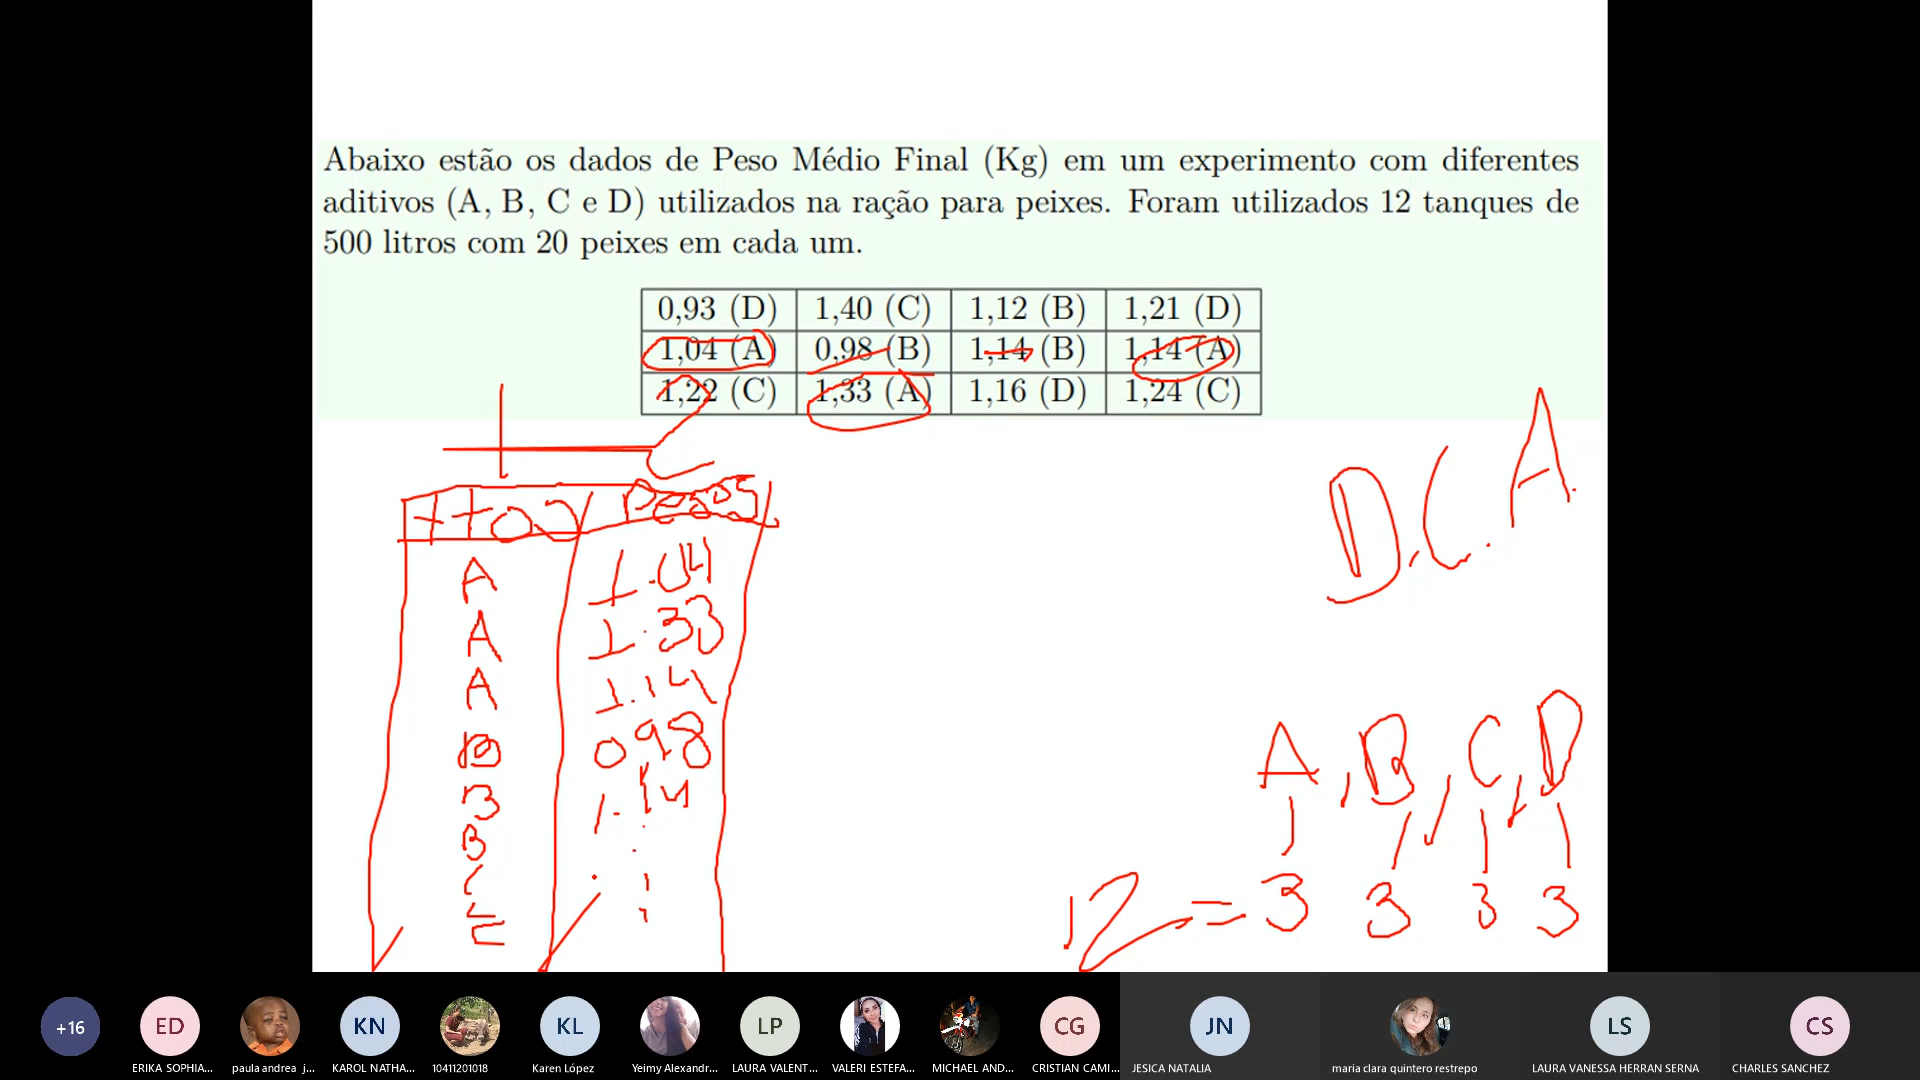 Abaixo estão os dados de Peso Médio Final (Kg) em um experimento com diferentes
aditivos (A, B, C e D) utilizados na ração para peixes. Foram utilizados 12 tanques de
500 litros com 20 peixes em cada um.
0,93 (D) 1,40 (C) 1,12 (B) 1,21 (D)
1,04 (A) 0,98 (B) 1,14 (B) 1,14 (A)
1,22 (C) 1,33 (A) 1,16 (D) 1,24 (C)
D.C.A.
A 1.04
A 1.33
A 1.14
B 0.98
B 1.14
B
C
C
C
A, B, C, D
12 = 3 3 3 3
+16
ED
KN
KL
LP
CG
JN
LS
CS
ERIKA SOPHIA...
paula andrea j...
KAROL NATHA...
10411201018
Karen López
Yeimy Alexandr...
LAURA VALENT...
VALERI ESTEFA...
MICHAEL AND...
CRISTIAN CAMI...
JESICA NATALIA
maria clara quintero restrepo
LAURA VANESSA HERRAN SERNA
CHARLES SANCHEZ